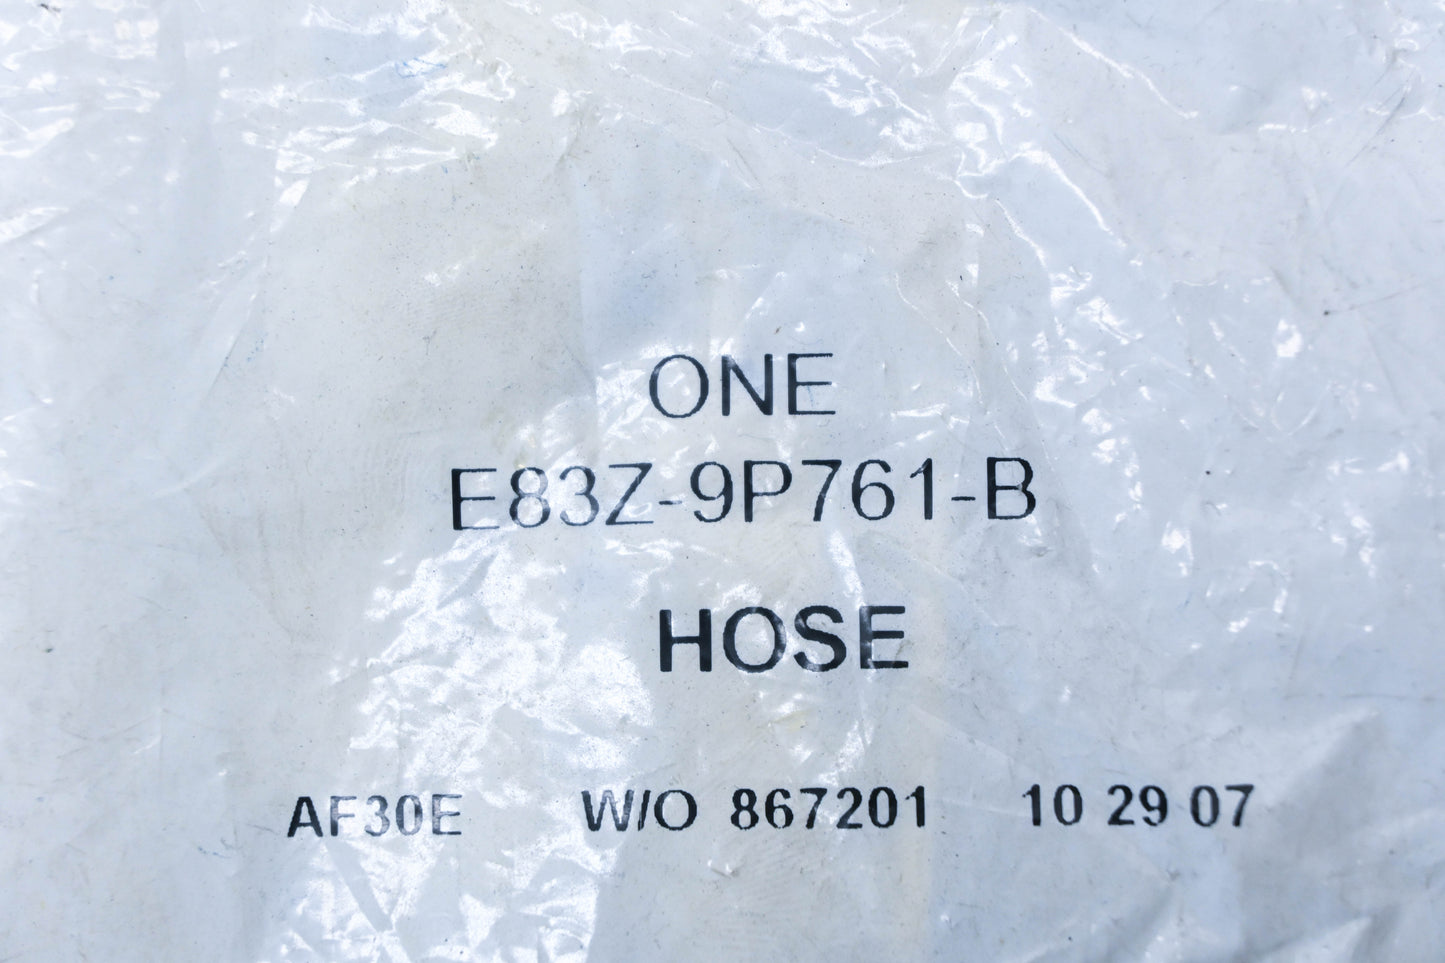 ONE
E83Z-9P761-B
HOSE
AF30E W/O 867201 10 29 07